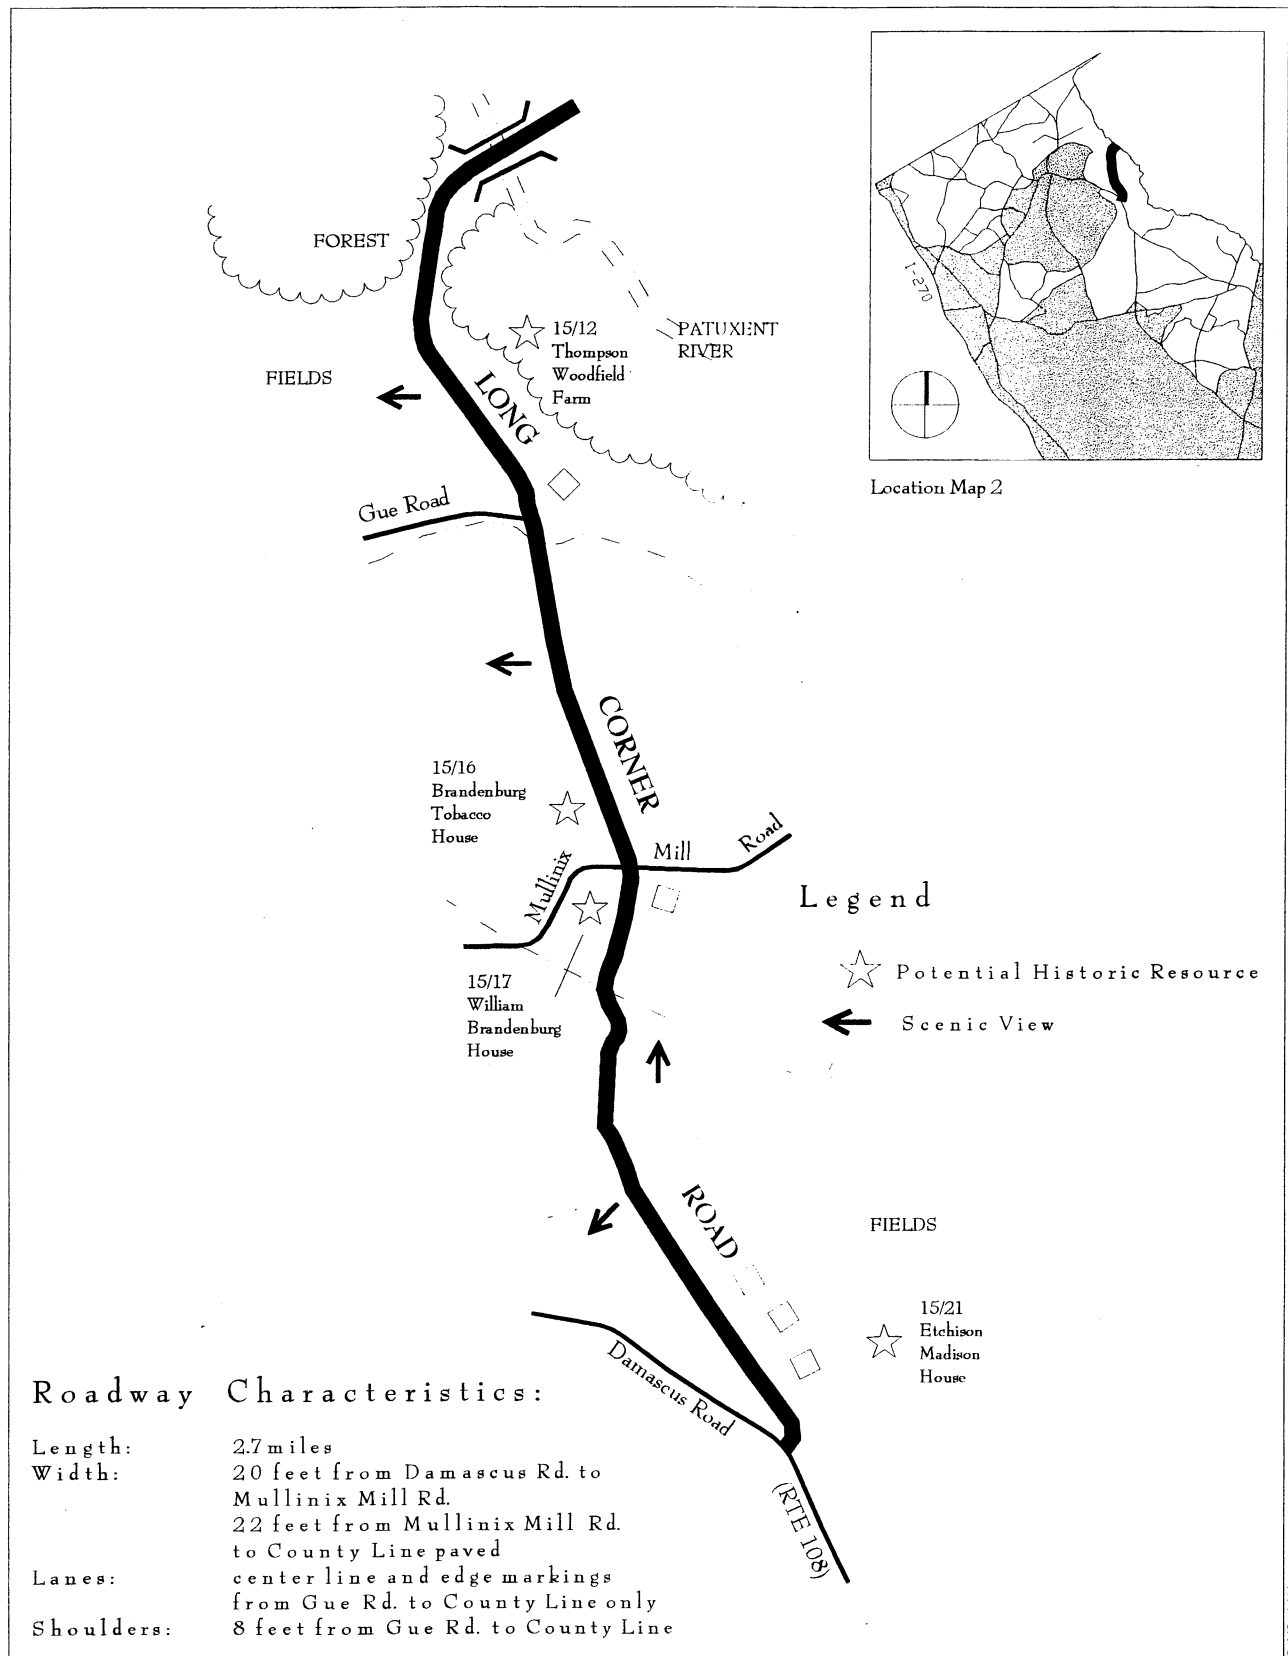 I-270
Location Map 2
FOREST
15/12
Thompson
Woodfield
Farm
PATUXENT
RIVER
FIELDS
LONG
Gue Road
CORNER
15/16
Brandenburg
Tobacco
House
Mullinix
Mill
Road
Legend
Potential Historic Resource
Scenic View
15/17
William
Brandenburg
House
ROAD
FIELDS
15/21
Etchison
Madison
House
Damascus Road
(RTE 108)
Roadway Characteristics:
Length: 2.7 miles
Width: 20 feet from Damascus Rd. to
Mullinix Mill Rd.
22 feet from Mullinix Mill Rd.
to County Line paved
Lanes: center line and edge markings
from Gue Rd. to County Line only
Shoulders: 8 feet from Gue Rd. to County Line